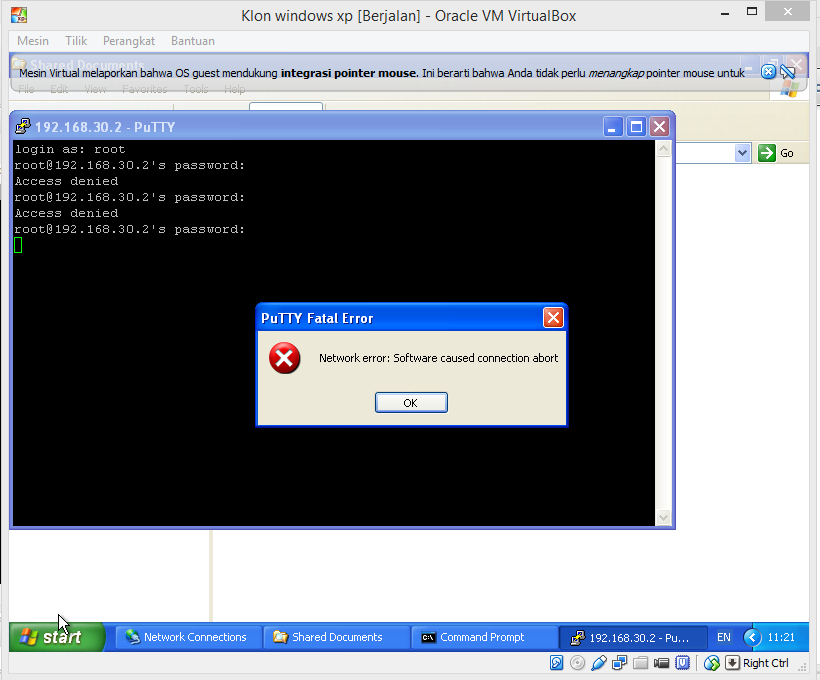 Klon windows xp [Berjalan] - Oracle VM VirtualBox
Mesin Tilik Perangkat Bantuan
Shared Documents
Mesin Virtual melaporkan bahwa OS guest mendukung integrasi pointer mouse. Ini berarti bahwa Anda tidak perlu menangkap pointer mouse untuk
File Edit View Favorites Tools Help
192.168.30.2 - PuTTY
Go
login as: root
root@192.168.30.2's password:
Access denied
root@192.168.30.2's password:
Access denied
root@192.168.30.2's password:
PuTTY Fatal Error
Network error: Software caused connection abort
OK
start Network Connections Shared Documents Command Prompt 192.168.30.2 - Pu... EN 11:21
Right Ctrl